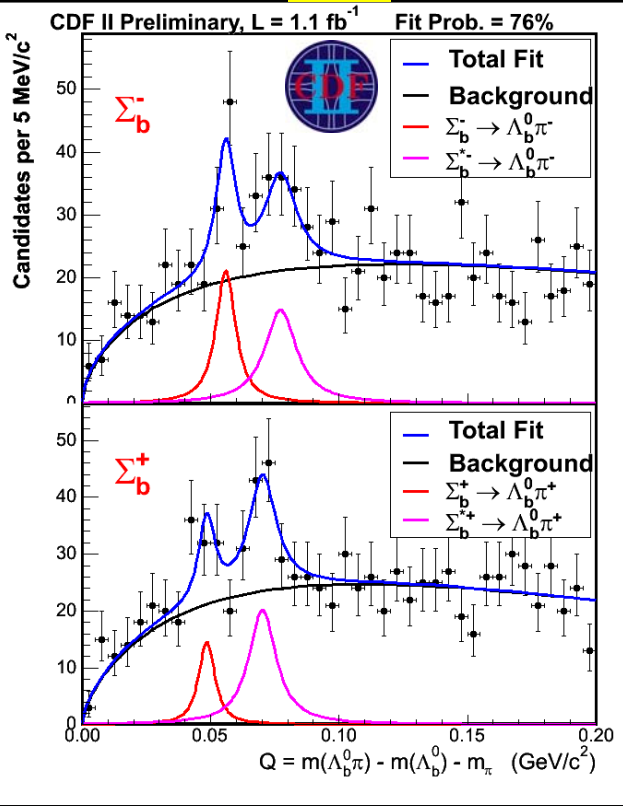 CDF II Preliminary, L = 1.1 fb⁻¹ Fit Prob. = 76%
Candidates per 5 MeV/c²
50
40
30
20
10
0
Σb⁻
II
CDF
Total Fit
Background
Σb⁻ → Λb⁰π⁻
Σb*⁻ → Λb⁰π⁻
50
40
30
20
10
0
Σb⁺
Total Fit
Background
Σb⁺ → Λb⁰π⁺
Σb*⁺ → Λb⁰π⁺
0.00 0.05 0.10 0.15 0.20
Q = m(Λb⁰π) - m(Λb⁰) - mπ (GeV/c²)